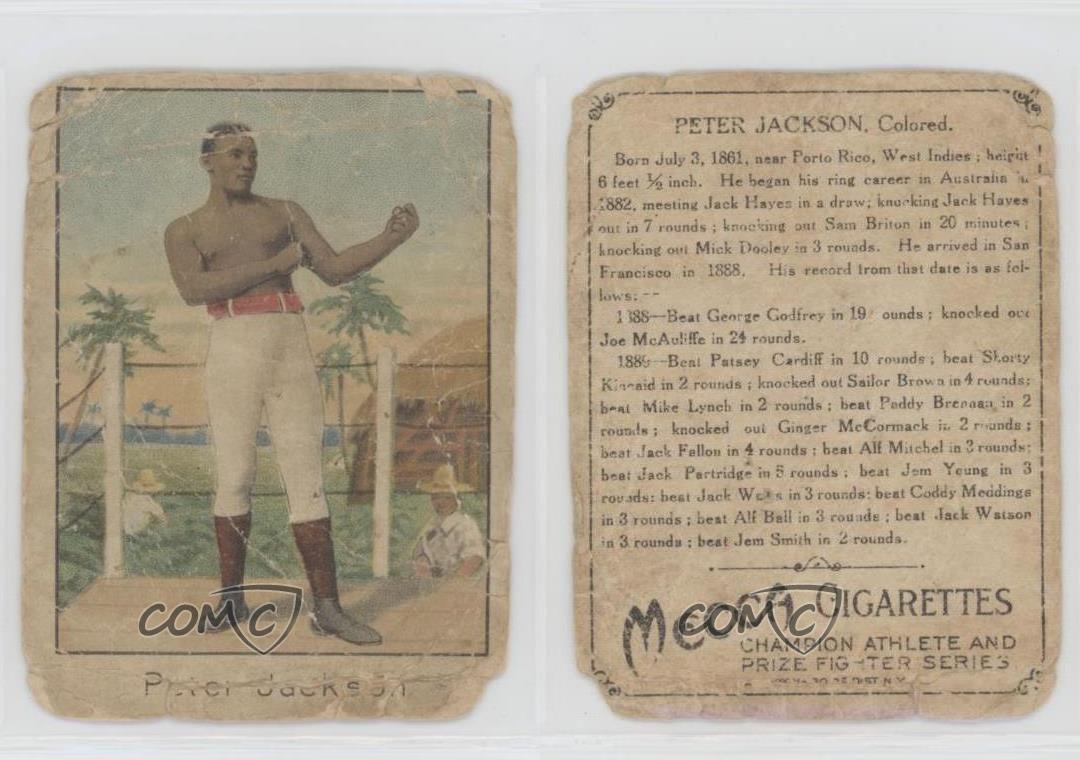 Peter Jackson
COMC
PETER JACKSON, Colored.
Born July 3, 1861, near Porto Rico, West Indies ; height
6 feet ½ inch. He began his ring career in Australia
1882, meeting Jack Hayes in a draw; knocking Jack Hayes
out in 7 rounds ; knocking out Sam Briton in 20 minutes ;
knocking out Mick Dooley in 3 rounds. He arrived in San
Francisco in 1888. His record from that date is as fol-
lows: --
1888—Beat George Godfrey in 19 rounds ; knocked out
Joe McAuliffe in 24 rounds.
1889—Beat Patsey Cardiff in 10 rounds ; beat Shorty
Kincaid in 2 rounds ; knocked out Sailor Brown in 4 rounds;
beat Mike Lynch in 2 rounds ; beat Paddy Brennan in 2
rounds ; knocked out Ginger McCormack in 2 rounds ;
beat Jack Fallon in 4 rounds ; beat Alf Mitchel in 3 rounds;
beat Jack Partridge in 5 rounds ; beat Jem Young in 3
rounds: beat Jack in 3 rounds: beat Coddy Meddings
in 3 rounds ; beat Alf Ball in 3 rounds ; beat Jack Watson
in 3 rounds ; beat Jem Smith in 2 rounds.
Mecca CIGARETTES
COMC
CHAMPION ATHLETE AND
PRIZE FIGHTER SERIES
DIST. N.Y.